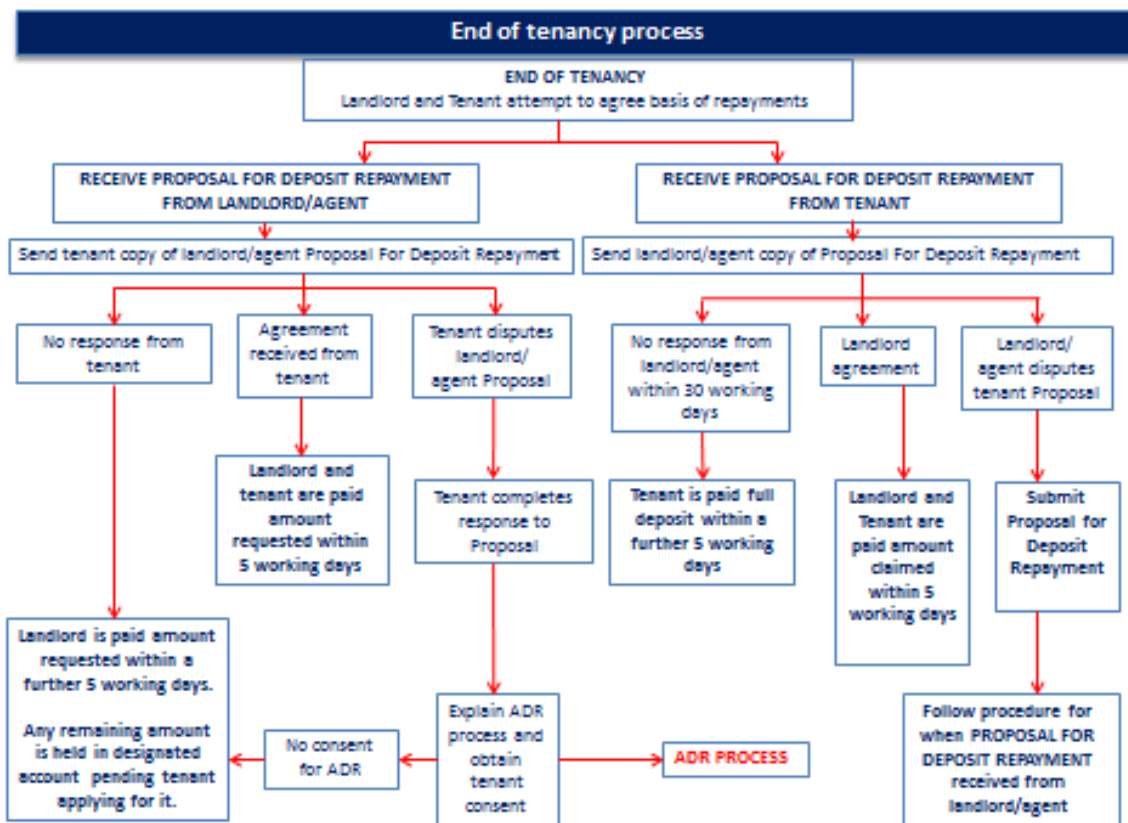 End of tenancy process
END OF TENANCY
Landlord and Tenant attempt to agree basis of repayments
RECEIVE PROPOSAL FOR DEPOSIT REPAYMENT
FROM LANDLORD/AGENT
RECEIVE PROPOSAL FOR DEPOSIT REPAYMENT
FROM TENANT
Send tenant copy of landlord/agent Proposal For Deposit Repayment
Send landlord/agent copy of Proposal For Deposit Repayment
No response from
tenant
Agreement
received from
tenant
Tenant disputes
landlord/
agent Proposal
No response from
landlord/agent
within 30 working
days
Landlord
agreement
Landlord/
agent disputes
tenant Proposal
Landlord and
tenant are paid
amount
requested within
5 working days
Tenant completes
response to
Proposal
Tenant is paid full
deposit within a
further 5 working
days
Landlord and
Tenant are
paid amount
claimed
within 5
working days
Submit
Proposal for
Deposit
Repayment
Landlord is paid amount
requested within a
further 5 working days.
Any remaining amount
is held in designated
account pending tenant
applying for it.
No consent
for ADR
Explain ADR
process and
obtain
tenant
consent
ADR PROCESS
Follow procedure for
when PROPOSAL FOR
DEPOSIT REPAYMENT
received from
landlord/agent